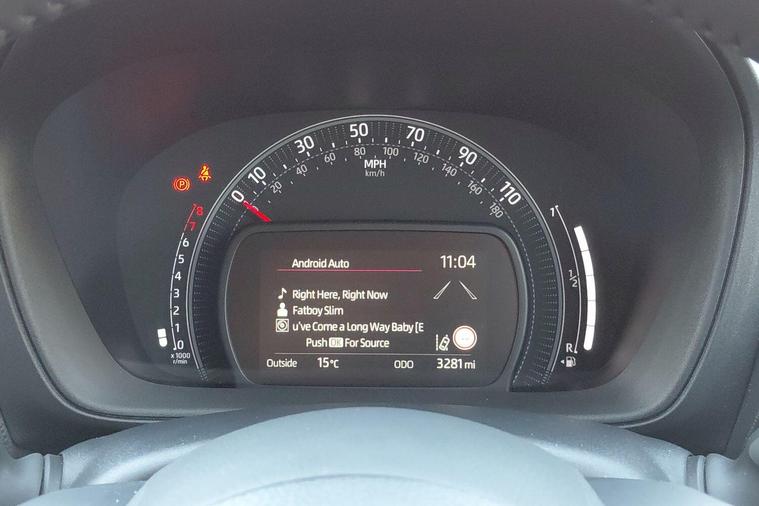 0 10 30 50 70 90 110
20 40 60 80 100 120 140 160 180
MPH
km/h
P
8
7
6
5
4
3
2
1
0
x 1000
r/min
Android Auto 11:04
Right Here, Right Now
Fatboy Slim
u've Come a Long Way Baby [E
Push OK For Source
Outside 15°C ODO 3281 mi
1
1/2
R